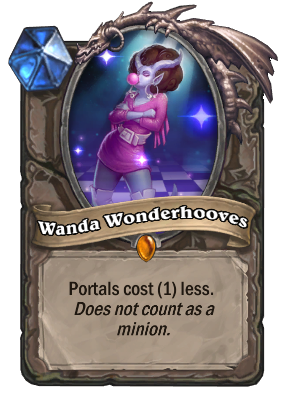 Wanda Wonderhooves
Portals cost (1) less.
Does not count as a
minion.